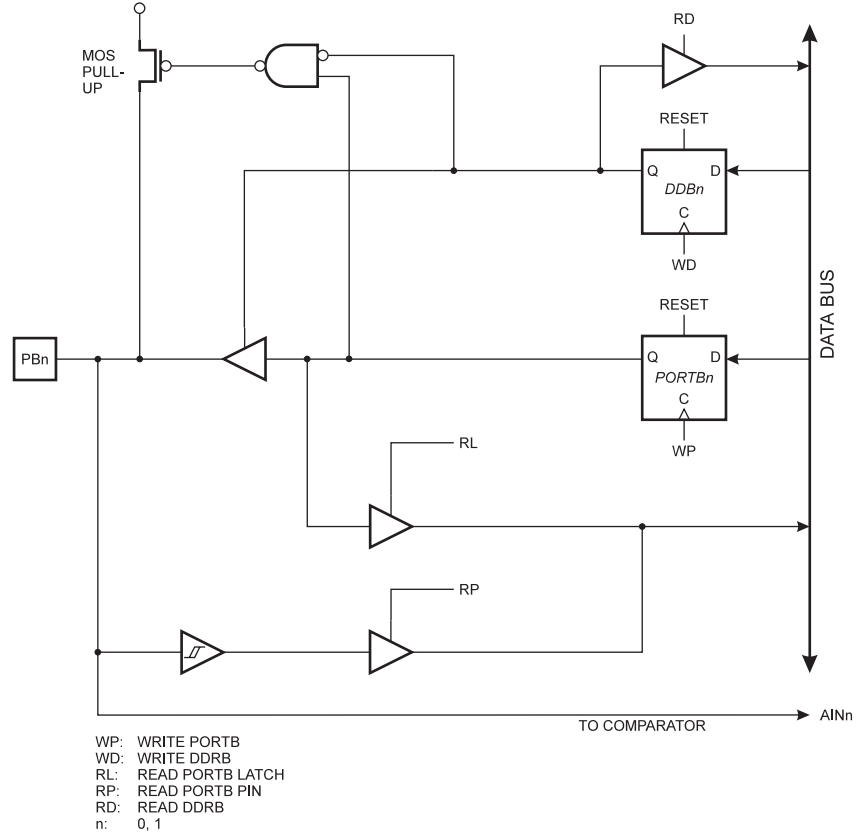 RD
MOS
PULL-
UP
RESET
Q
D
DDBn
C
WD
RESET
PBn
Q
D
PORTBn
C
WP
DATA BUS
RL
RP
TO COMPARATOR
AINn
WP: WRITE PORTB
WD: WRITE DDRB
RL: READ PORTB LATCH
RP: READ PORTB PIN
RD: READ DDRB
n: 0, 1